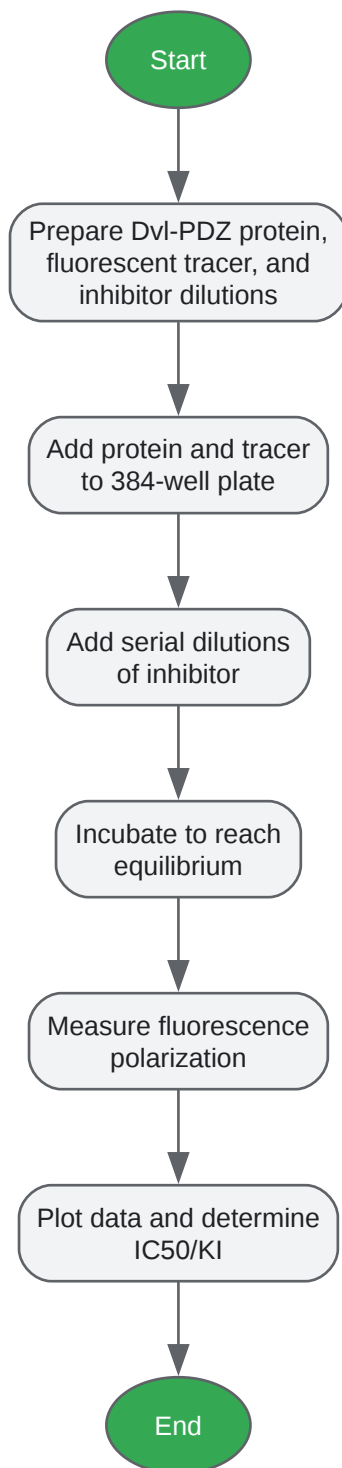 Start
Prepare Dvl-PDZ protein,
fluorescent tracer, and
inhibitor dilutions
Add protein and tracer
to 384-well plate
Add serial dilutions
of inhibitor
Incubate to reach
equilibrium
Measure fluorescence
polarization
Plot data and determine
IC50/KI
End